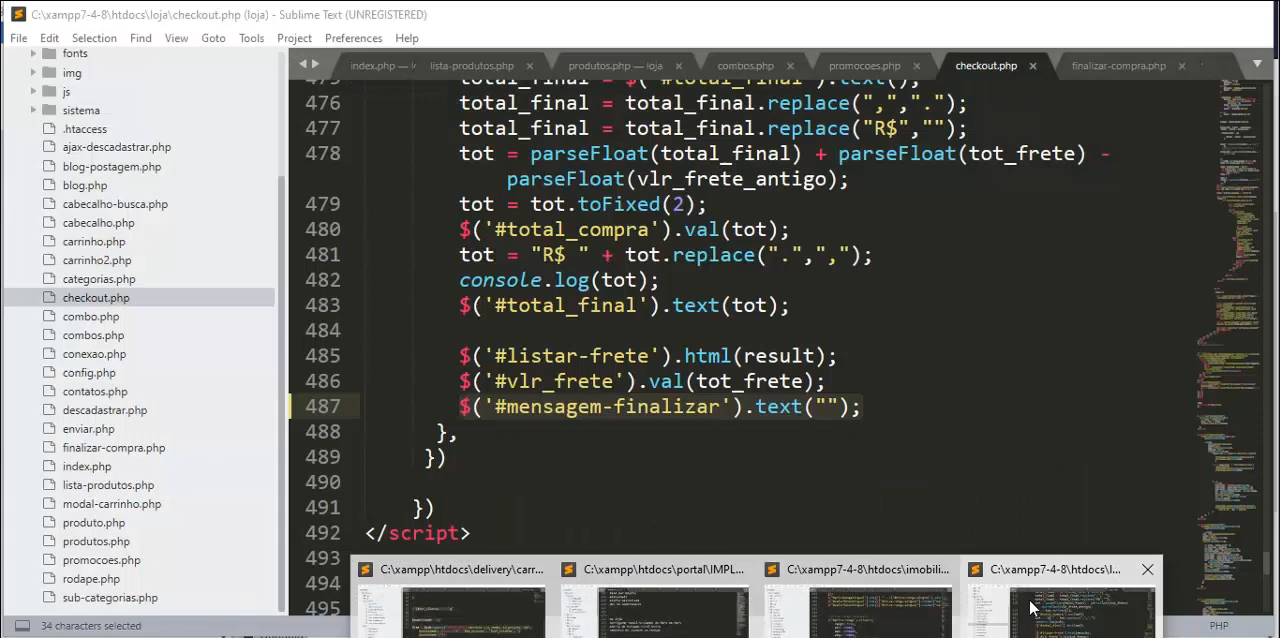 C:\xampp7-4-8\htdocs\loja\checkout.php (loja) - Sublime Text (UNREGISTERED)
File Edit Selection Find View Goto Tools Project Preferences Help
index.php — lista-produtos.php × produtos.php — loja × combos.php × promocoes.php × checkout.php × finalizar-compra.php ×
fonts
img
js
sistema
.htaccess
ajax-descadastrar.php
blog-postagem.php
blog.php
cabecalho-busca.php
cabecalho.php
carrinho.php
carrinho2.php
categorias.php
checkout.php
combo.php
combos.php
conexao.php
config.php
contatos.php
descadastrar.php
enviar.php
finalizar-compra.php
index.php
lista-produtos.php
modal-carrinho.php
produto.php
produtos.php
promocoes.php
rodape.php
475 total_final = $('#total_final').text();
476 total_final = total_final.replace(",",".");
477 total_final = total_final.replace("R$","");
478 tot = parseFloat(total_final) + parseFloat(tot_frete) -
parseFloat(vlr_frete_antigo);
479 tot = tot.toFixed(2);
480 $('#total_compra').val(tot);
481 tot = "R$ " + tot.replace(".",",");
482 console.log(tot);
483 $('#total_final').text(tot);
484
485 $('#listar-frete').html(result);
486 $('#vlr_frete').val(tot_frete);
487 $('#mensagem-finalizar').text("");
488 },
489 })
490
491 })
492 </script>
493
494
495
C:\xampp\htdocs\delivery\carr... C:\xampp\htdocs\portal\IMPL... C:\xampp7-4-8\htdocs\imobili... C:\xampp7-4-8\htdocs\l... ×
34 characters
PHP